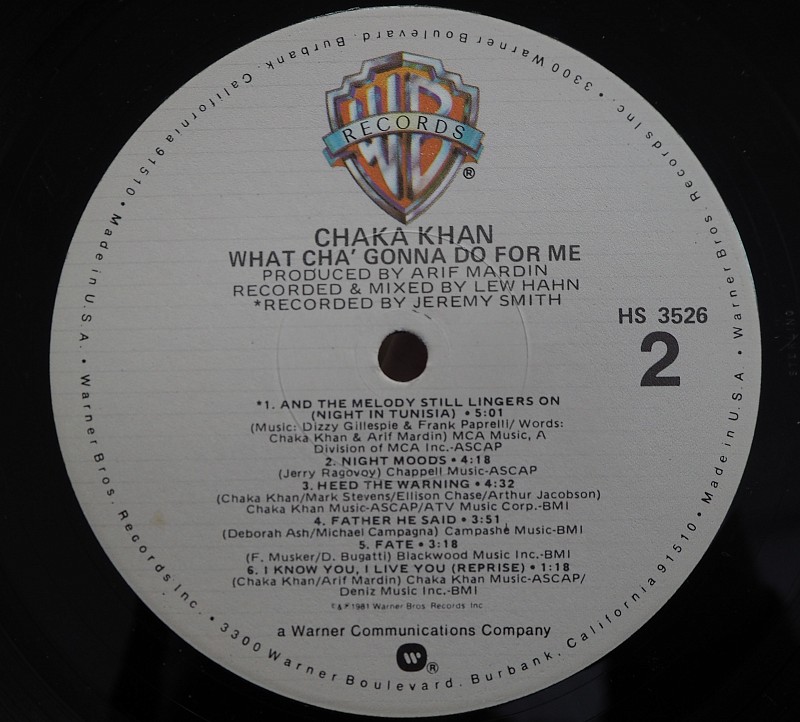 WB
RECORDS
®
CHAKA KHAN
WHAT CHA' GONNA DO FOR ME
PRODUCED BY ARIF MARDIN
RECORDED & MIXED BY LEW HAHN
*RECORDED BY JEREMY SMITH
HS 3526
2
*1. AND THE MELODY STILL LINGERS ON
(NIGHT IN TUNISIA) • 5:01
(Music: Dizzy Gillespie & Frank Paprelli/ Words:
Chaka Khan & Arif Mardin) MCA Music, A
Division of MCA Inc.-ASCAP
2. NIGHT MOODS • 4:18
(Jerry Ragovoy) Chappell Music-ASCAP
3. HEED THE WARNING • 4:32
(Chaka Khan/Mark Stevens/Ellison Chase/Arthur Jacobson)
Chaka Khan Music-ASCAP/ATV Music Corp.-BMI
4. FATHER HE SAID • 3:51
(Deborah Ash/Michael Campagna) Campashé Music-BMI
5. FATE • 3:18
(F. Musker/D. Bugatti) Blackwood Music Inc.-BMI
6. I KNOW YOU, I LIVE YOU (REPRISE) • 1:18
(Chaka Khan/Arif Mardin) Chaka Khan Music-ASCAP/
Deniz Music Inc.-BMI
© & ℗ 1981 Warner Bros. Records Inc.
a Warner Communications Company
®
Warner Bros. Records Inc. • 3300 Warner Boulevard. Burbank, California 91510 • Made in U.S.A. •
Warner Bros. Records Inc. • 3300 Warner Boulevard. Burbank, California 91510 • Made in U.S.A. •